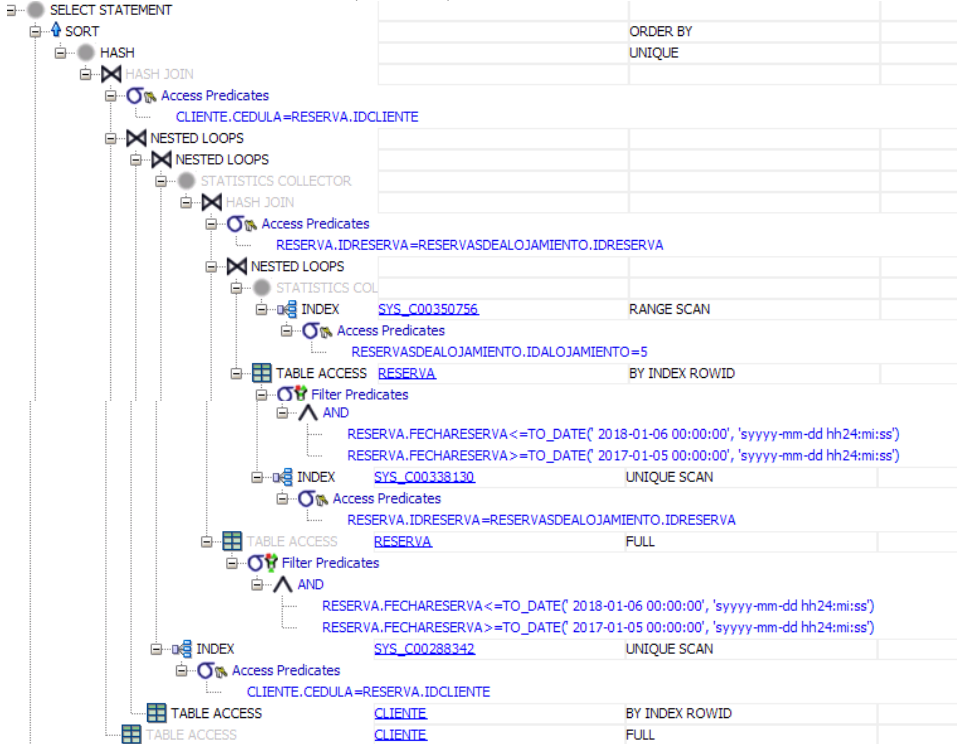 SELECT STATEMENT
SORT ORDER BY
HASH UNIQUE
HASH JOIN
Access Predicates
CLIENTE.CEDULA=RESERVA.IDCLIENTE
NESTED LOOPS
NESTED LOOPS
STATISTICS COLLECTOR
HASH JOIN
Access Predicates
RESERVA.IDRESERVA=RESERVASDEALOJAMIENTO.IDRESERVA
NESTED LOOPS
STATISTICS COL
INDEX SYS_C00350756 RANGE SCAN
Access Predicates
RESERVASDEALOJAMIENTO.IDALOJAMIENTO=5
TABLE ACCESS RESERVA BY INDEX ROWID
Filter Predicates
AND
RESERVA.FECHARESERVA<=TO_DATE(' 2018-01-06 00:00:00', 'syyyy-mm-dd hh24:mi:ss')
RESERVA.FECHARESERVA>=TO_DATE(' 2017-01-05 00:00:00', 'syyyy-mm-dd hh24:mi:ss')
INDEX SYS_C00338130 UNIQUE SCAN
Access Predicates
RESERVA.IDRESERVA=RESERVASDEALOJAMIENTO.IDRESERVA
TABLE ACCESS RESERVA FULL
Filter Predicates
AND
RESERVA.FECHARESERVA<=TO_DATE(' 2018-01-06 00:00:00', 'syyyy-mm-dd hh24:mi:ss')
RESERVA.FECHARESERVA>=TO_DATE(' 2017-01-05 00:00:00', 'syyyy-mm-dd hh24:mi:ss')
INDEX SYS_C00288342 UNIQUE SCAN
Access Predicates
CLIENTE.CEDULA=RESERVA.IDCLIENTE
TABLE ACCESS CLIENTE BY INDEX ROWID
TABLE ACCESS CLIENTE FULL